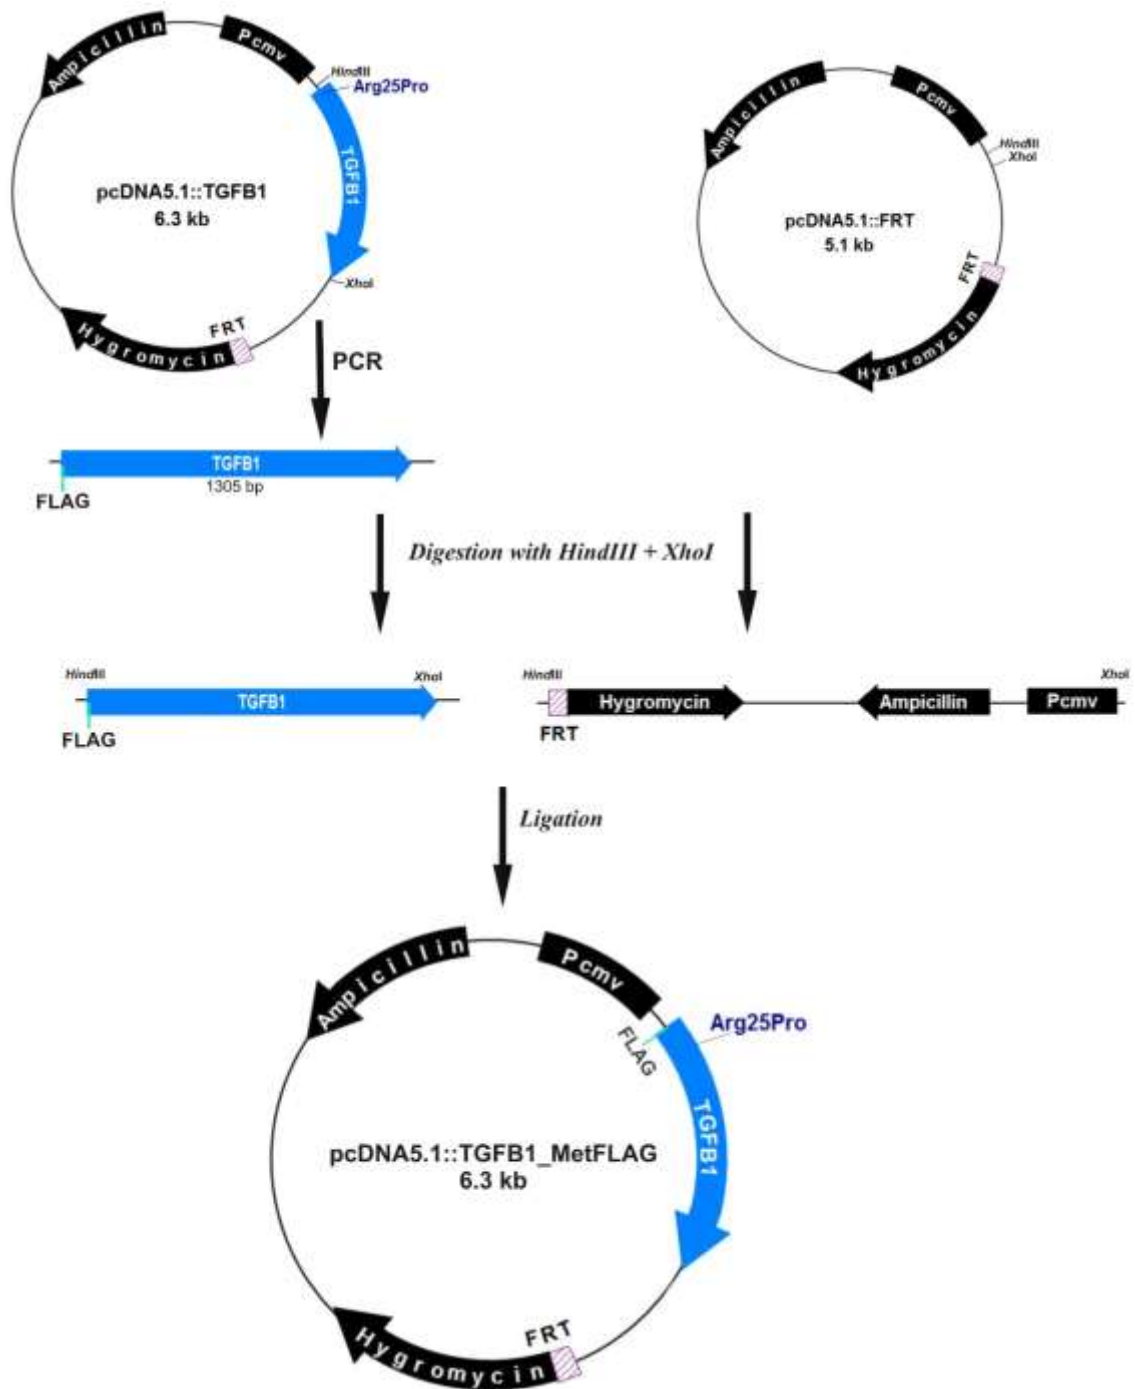 Ampicillin
Pcmv
HindIII
Arg25Pro
TGFB1
pcDNA5.1::TGFB1
6.3 kb
XhoI
FRT
Hygromycin
Ampicillin
Pcmv
HindIII
XhoI
pcDNA5.1::FRT
5.1 kb
FRT
Hygromycin
PCR
TGFB1
1305 bp
FLAG
Digestion with HindIII + XhoI
HindIII
XhoI
TGFB1
FLAG
HindIII
XhoI
Hygromycin
Ampicillin
Pcmv
FRT
Ligation
Ampicillin
Pcmv
FLAG
Arg25Pro
TGFB1
pcDNA5.1::TGFB1_MetFLAG
6.3 kb
FRT
Hygromycin